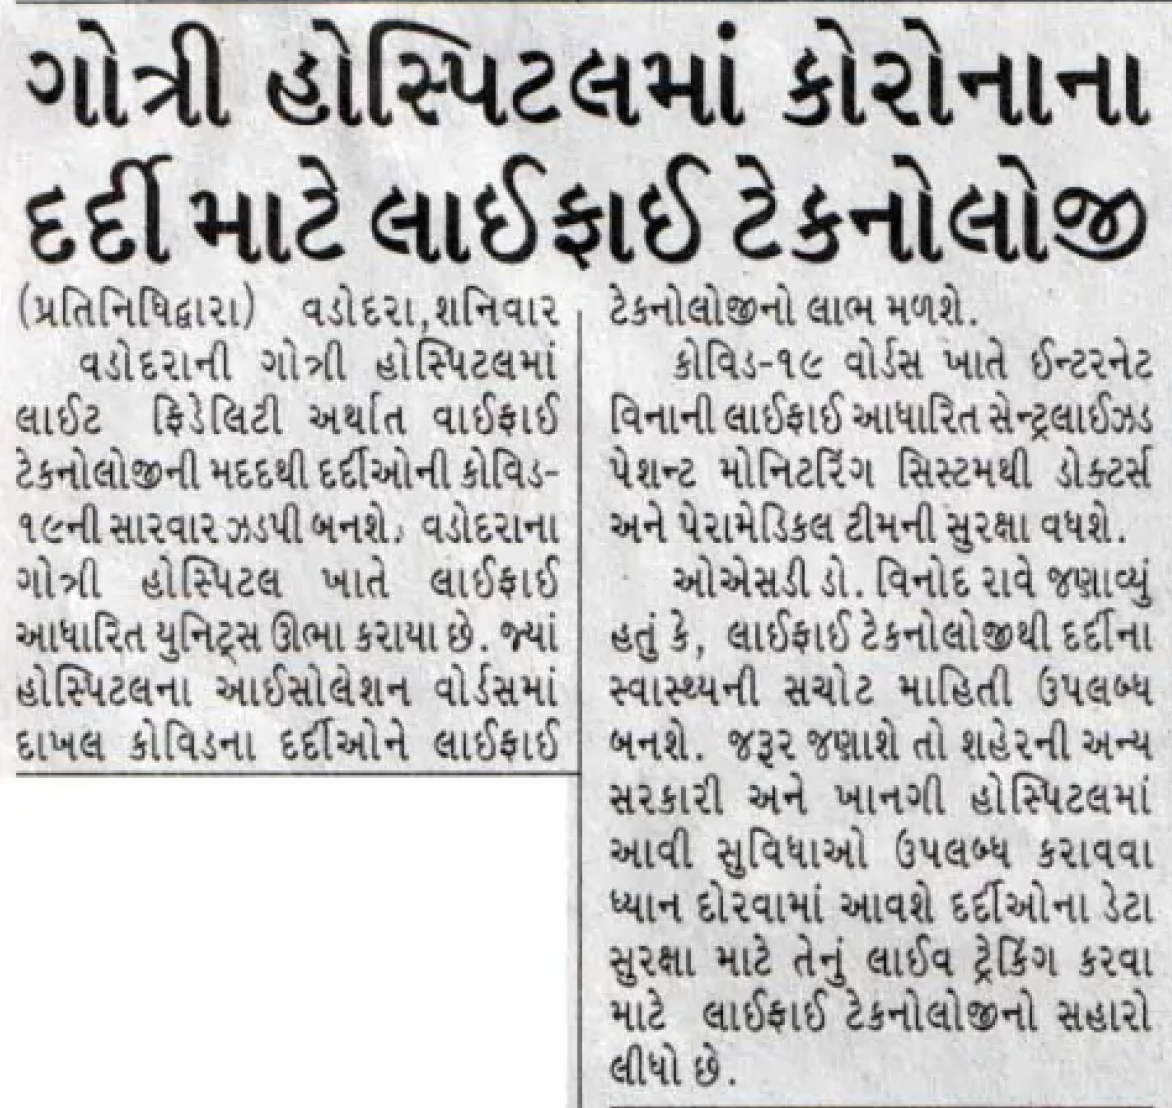 ગોત્રી હોસ્પિટલમાં કોરોનાના
દર્દી માટે લાઈફાઈ ટેકનોલોજી
(પ્રતિનિધિદ્વારા) વડોદરા,શનિવાર
વડોદરાની ગોત્રી હોસ્પિટલમાં
લાઈટ ફિડેલિટી અર્થાત વાઈફાઈ
ટેકનોલોજીની મદદથી દર્દીઓની કોવિડ-
૧૯ની સારવાર ઝડપી બનશે, વડોદરાના
ગોત્રી હોસ્પિટલ ખાતે લાઈફાઈ
આધારિત યુનિટ્સ ઊભા કરાયા છે. જ્યાં
હોસ્પિટલના આઈસોલેશન વોર્ડસમાં
દાખલ કોવિડના દર્દીઓને લાઈફાઈ
ટેકનોલોજીનો લાભ મળશે.
કોવિડ-૧૯ વોર્ડસ ખાતે ઈન્ટરનેટ
વિનાની લાઈફાઈ આધારિત સેન્ટ્રલાઈઝડ
પેશન્ટ મોનિટરિંગ સિસ્ટમથી ડોક્ટર્સ
અને પેરામેડિકલ ટીમની સુરક્ષા વધશે.
ઓએસડી ડો. વિનોદ રાવે જણાવ્યું
હતું કે, લાઈફાઈ ટેકનોલોજીથી દર્દીના
સ્વાસ્થ્યની સચોટ માહિતી ઉપલબ્ધ
બનશે. જરૂર જણાશે તો શહેરની અન્ય
સરકારી અને ખાનગી હોસ્પિટલમાં
આવી સુવિધાઓ ઉપલબ્ધ કરાવવા
ધ્યાન દોરવામાં આવશે દર્દીઓના ડેટા
સુરક્ષા માટે તેનું લાઈવ ટ્રેકિંગ કરવા
માટે લાઈફાઈ ટેકનોલોજીનો સહારો
લીધો છે.